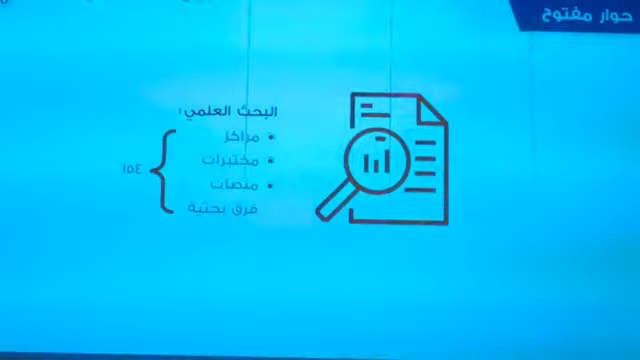 حوار مفتوح
البحث العلمي:
• مراكز
• مختبرات
• منصات
فرق بحثية
١٥٤